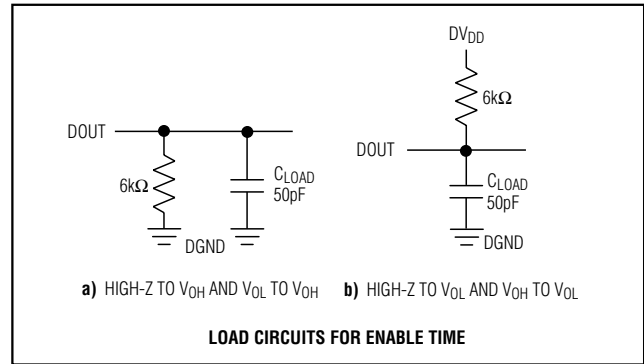 DVDD
6kΩ
DOUT
DOUT
6kΩ
CLOAD
50pF
CLOAD
50pF
DGND
DGND
a) HIGH-Z TO VOH AND VOL TO VOH
b) HIGH-Z TO VOL AND VOH TO VOL
LOAD CIRCUITS FOR ENABLE TIME